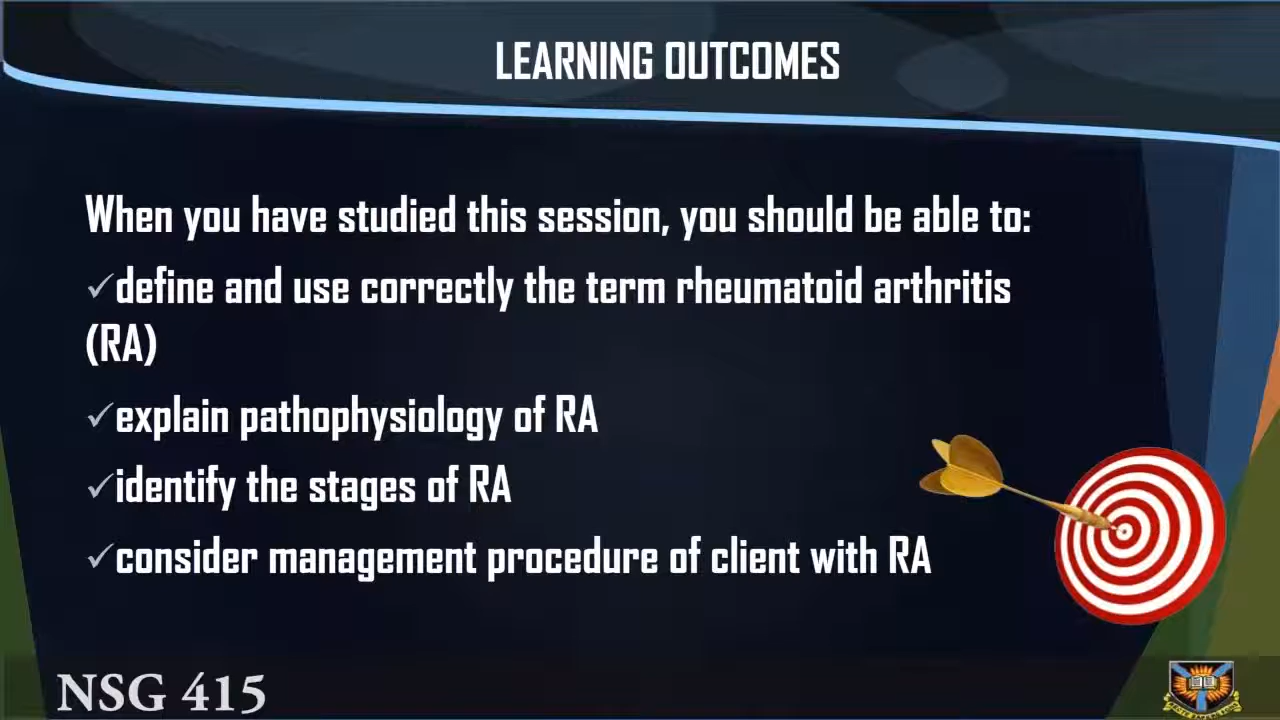 LEARNING OUTCOMES
When you have studied this session, you should be able to:
✓define and use correctly the term rheumatoid arthritis
(RA)
✓explain pathophysiology of RA
✓identify the stages of RA
✓consider management procedure of client with RA
NSG 415